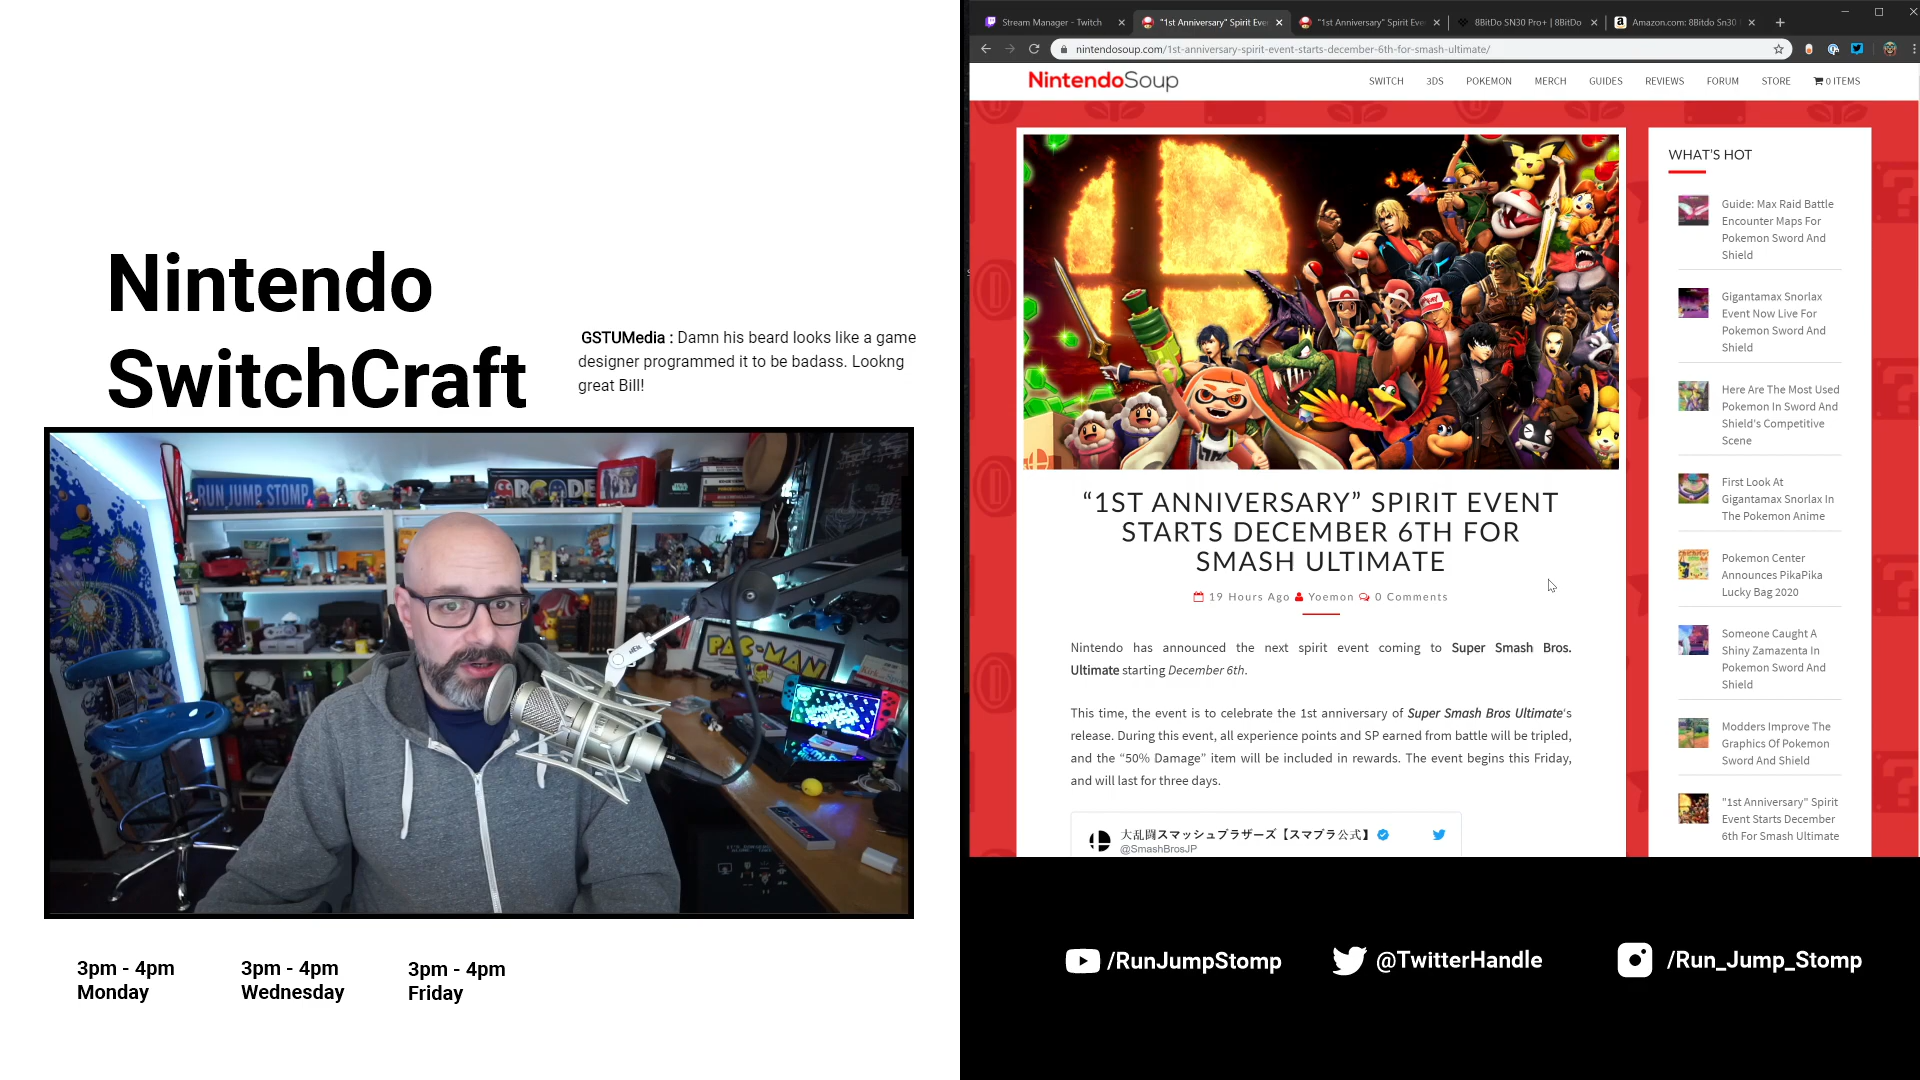 Nintendo
SwitchCraft
GSTUMedia : Damn his beard looks like a game
designer programmed it to be badass. Lookng
great Bill!
RUN JUMP STOMP
ARCADE
STAR WARS
PAC-MAN
3pm - 4pm
Monday
3pm - 4pm
Wednesday
3pm - 4pm
Friday
Stream Manager - Twitch
"1st Anniversary" Spirit Eve
"1st Anniversary" Spirit Eve
8BitDo SN30 Pro+ | 8BitDo
Amazon.com: 8Bitdo Sn30
nintendosoup.com/1st-anniversary-spirit-event-starts-december-6th-for-smash-ultimate/
NintendoSoup
SWITCH 3DS POKEMON MERCH GUIDES REVIEWS FORUM STORE 0 ITEMS
“1ST ANNIVERSARY” SPIRIT EVENT
STARTS DECEMBER 6TH FOR
SMASH ULTIMATE
19 Hours Ago Yoemon 0 Comments
Nintendo has announced the next spirit event coming to Super Smash Bros.
Ultimate starting December 6th.
This time, the event is to celebrate the 1st anniversary of Super Smash Bros Ultimate's
release. During this event, all experience points and SP earned from battle will be tripled,
and the “50% Damage” item will be included in rewards. The event begins this Friday,
and will last for three days.
大乱闘スマッシュブラザーズ【スマブラ公式】
@SmashBrosJP
WHAT'S HOT
Guide: Max Raid Battle
Encounter Maps For
Pokemon Sword And
Shield
Gigantamax Snorlax
Event Now Live For
Pokemon Sword And
Shield
Here Are The Most Used
Pokemon In Sword And
Shield's Competitive
Scene
First Look At
Gigantamax Snorlax In
The Pokemon Anime
Pokemon Center
Announces PikaPika
Lucky Bag 2020
Someone Caught A
Shiny Zamazenta In
Pokemon Sword And
Shield
Modders Improve The
Graphics Of Pokemon
Sword And Shield
"1st Anniversary" Spirit
Event Starts December
6th For Smash Ultimate
/RunJumpStomp
@TwitterHandle
/Run_Jump_Stomp